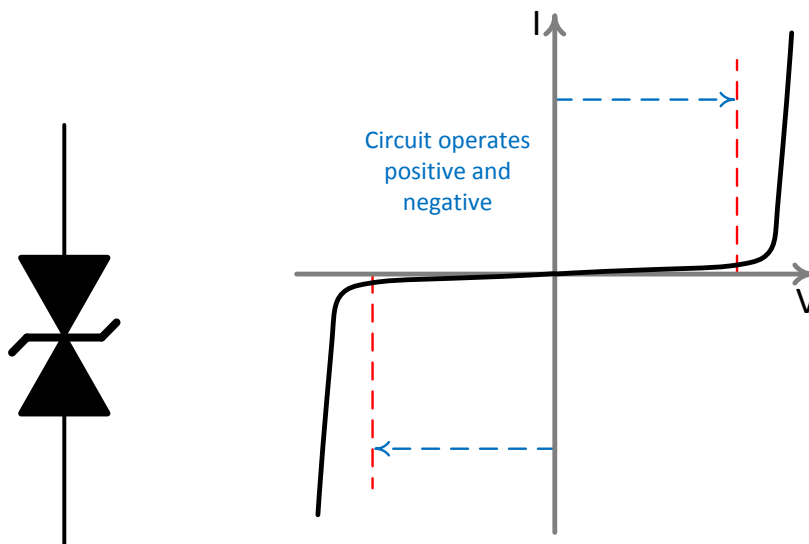 I
Circuit operates
positive and
negative
V